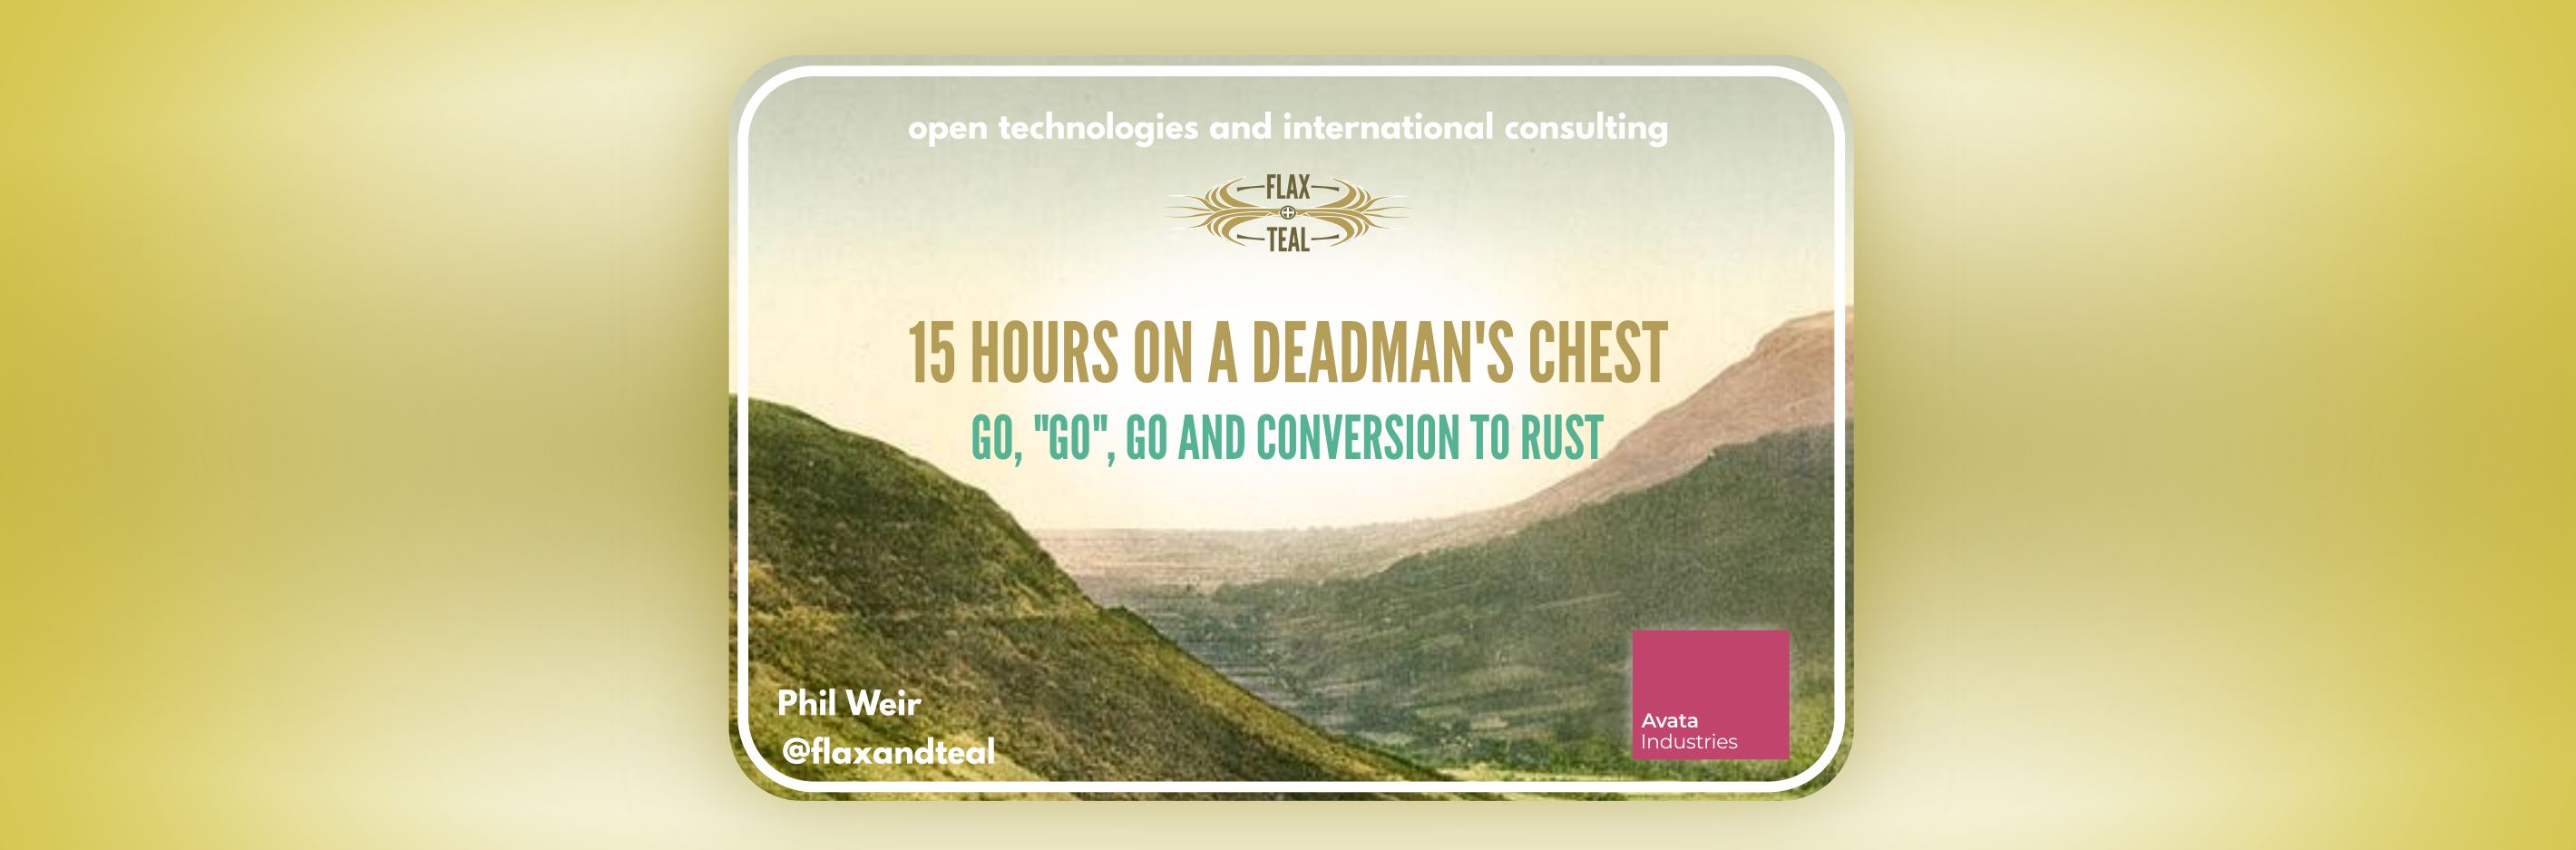 open technologies and international consulting
FLAX
TEAL
15 HOURS ON A DEADMAN'S CHEST
GO, "GO", GO AND CONVERSION TO RUST
Phil Weir
@flaxandteal
Avata
Industries